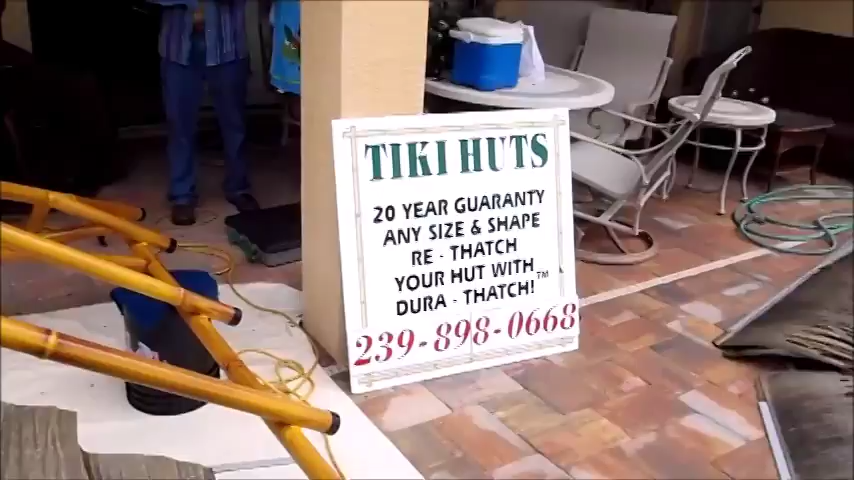 TIKI HUTS
20 YEAR GUARANTY
ANY SIZE & SHAPE
RE - THATCH
YOUR HUT WITH
DURA - THATCH!™
239-898-0668